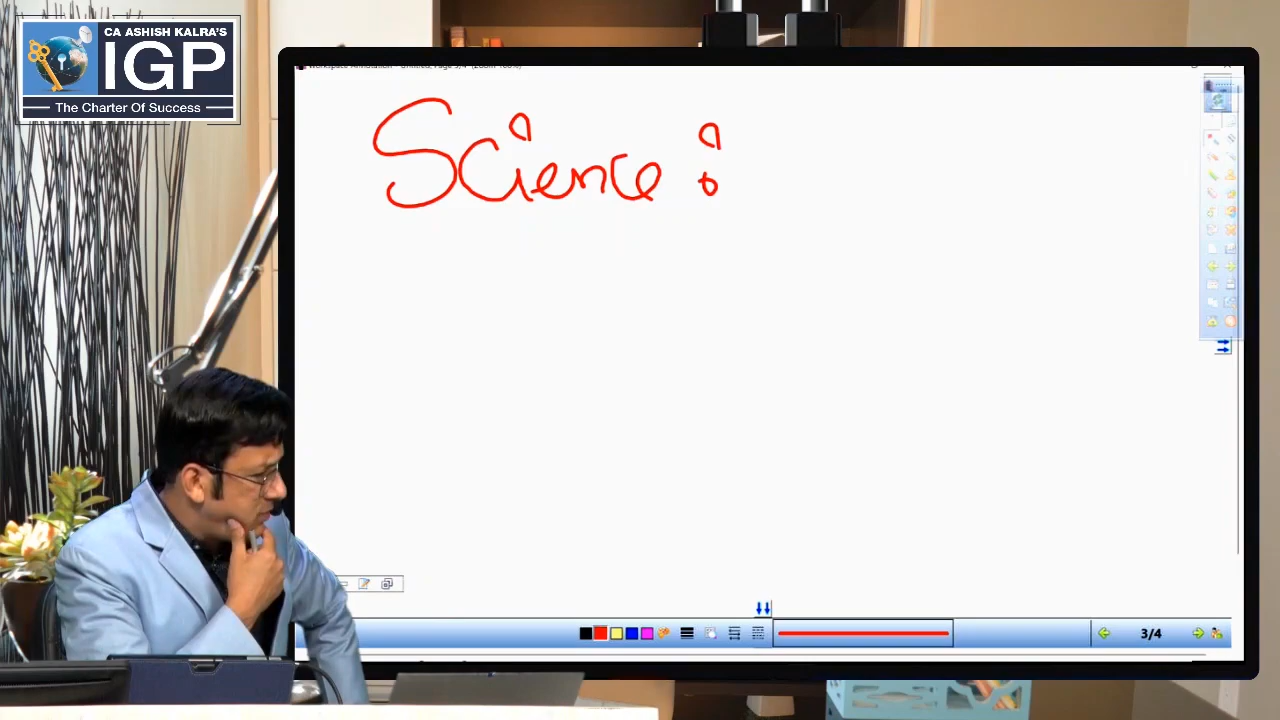 CA ASHISH KALRA'S
IGP
The Charter Of Success
Science :
3/4